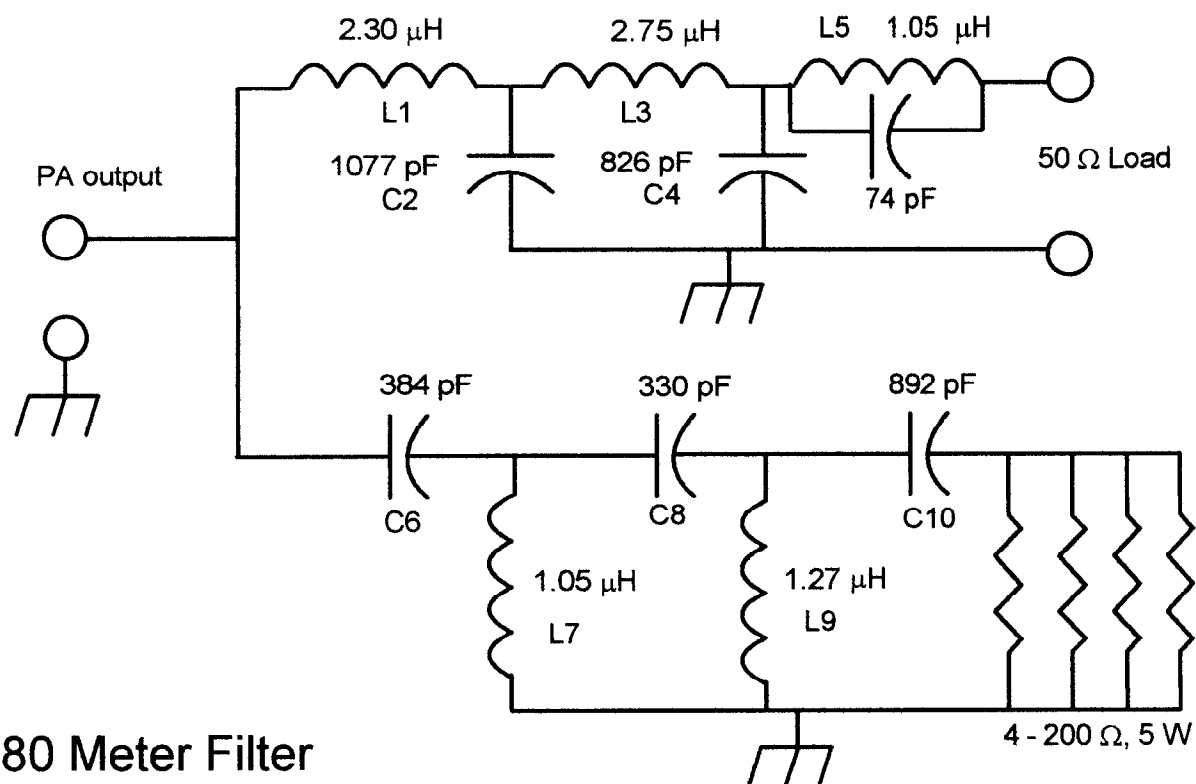 2.30 μH
2.75 μH
L5 1.05 μH
L1
L3
1077 pF
C2
826 pF
C4
74 pF
50 Ω Load
PA output
384 pF
330 pF
892 pF
C6
C8
C10
1.05 μH
L7
1.27 μH
L9
4 - 200 Ω, 5 W
80 Meter Filter